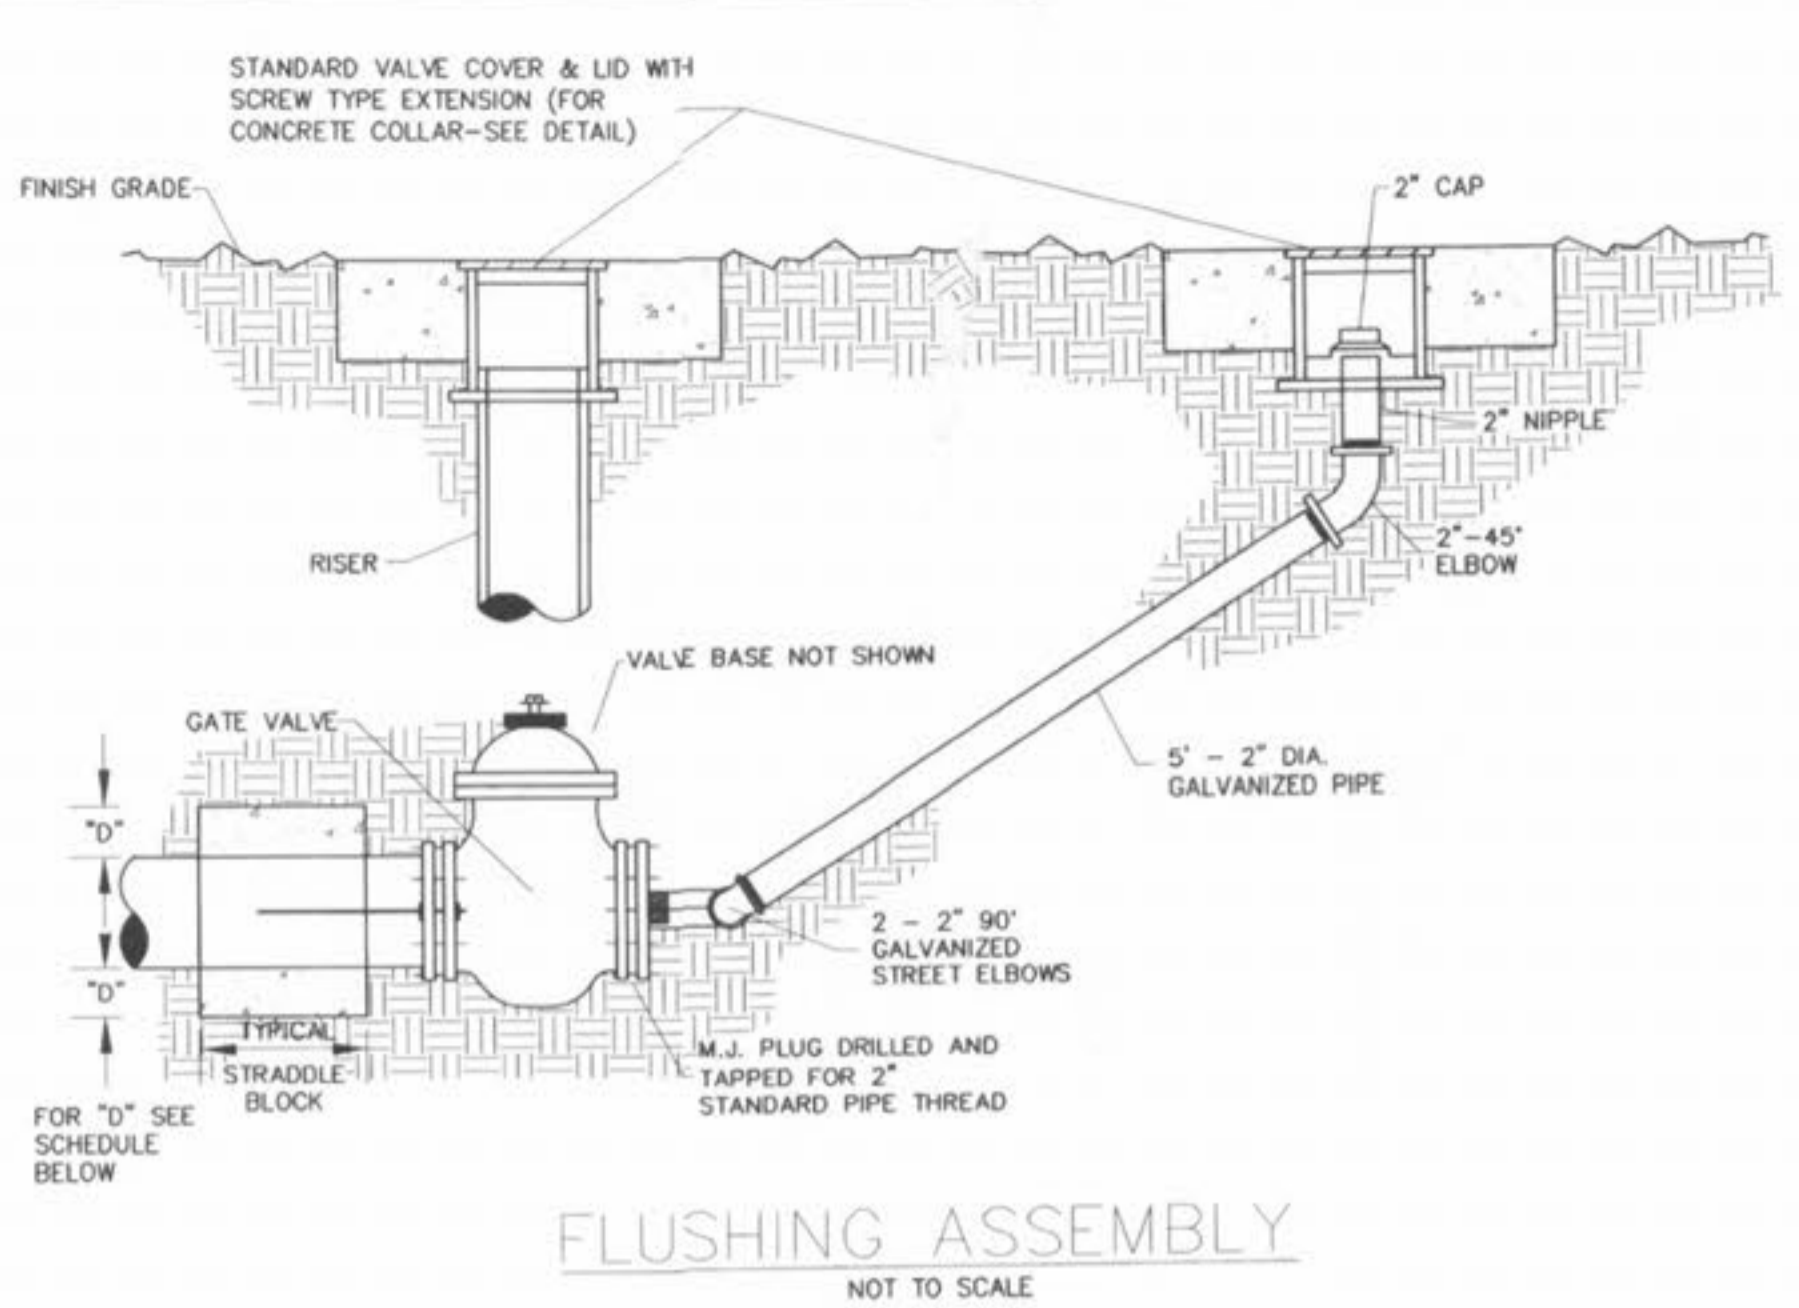 STANDARD VALVE COVER & LID WITH
SCREW TYPE EXTENSION (FOR
CONCRETE COLLAR-SEE DETAIL)
FINISH GRADE
2" CAP
2" NIPPLE
2"-45°
ELBOW
RISER
VALVE BASE NOT SHOWN
GATE VALVE
5' - 2" DIA.
GALVANIZED PIPE
"D"
2 - 2" 90°
GALVANIZED
STREET ELBOWS
"D"
TYPICAL
STRADDLE
BLOCK
M.J. PLUG DRILLED AND
TAPPED FOR 2"
STANDARD PIPE THREAD
FOR "D" SEE
SCHEDULE
BELOW
FLUSHING ASSEMBLY
NOT TO SCALE